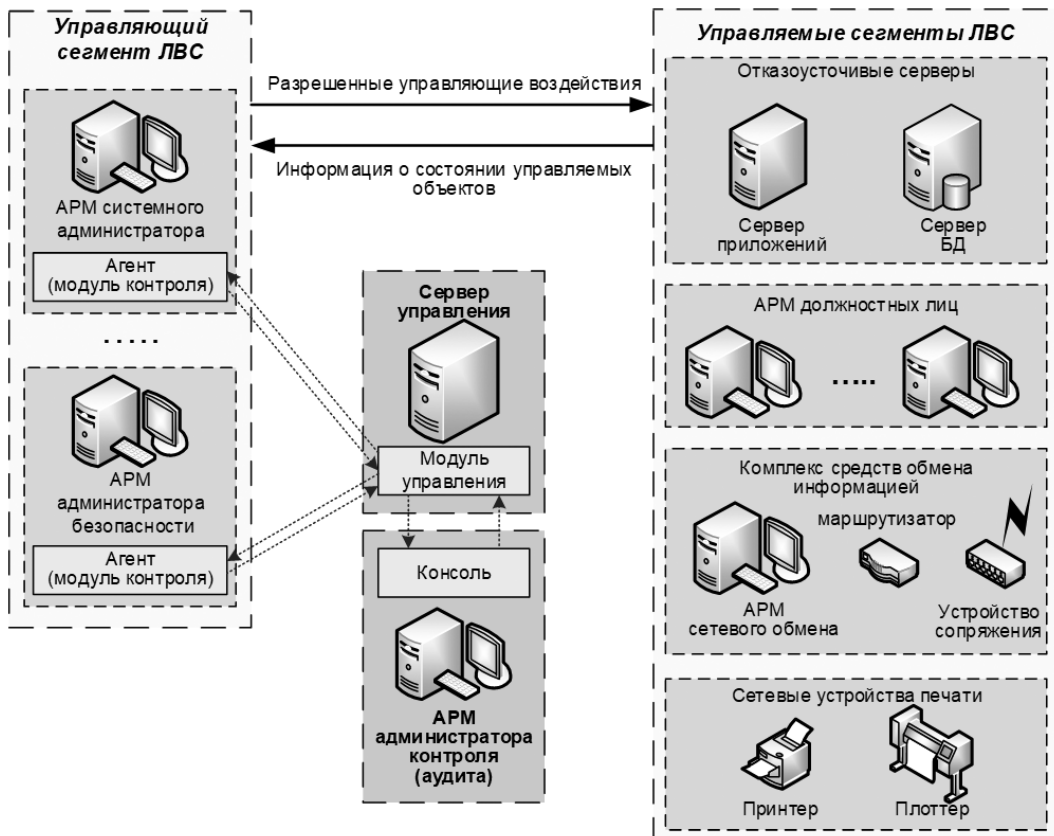 Управляющий
сегмент ЛВС
АРМ системного
администратора
Агент
(модуль контроля)
.....
АРМ
администратора
безопасности
Агент
(модуль контроля)
Разрешенные управляющие воздействия
Информация о состоянии управляемых
объектов
Сервер
управления
Модуль
управления
Консоль
АРМ
администратора
контроля
(аудита)
Управляемые сегменты ЛВС
Отказоусточивые серверы
Сервер
приложений
Сервер
БД
АРМ должностных лиц
.....
Комплекс средств обмена
информацией
маршрутизатор
АРМ
сетевого обмена
Устройство
сопряжения
Сетевые устройства печати
Принтер
Плоттер